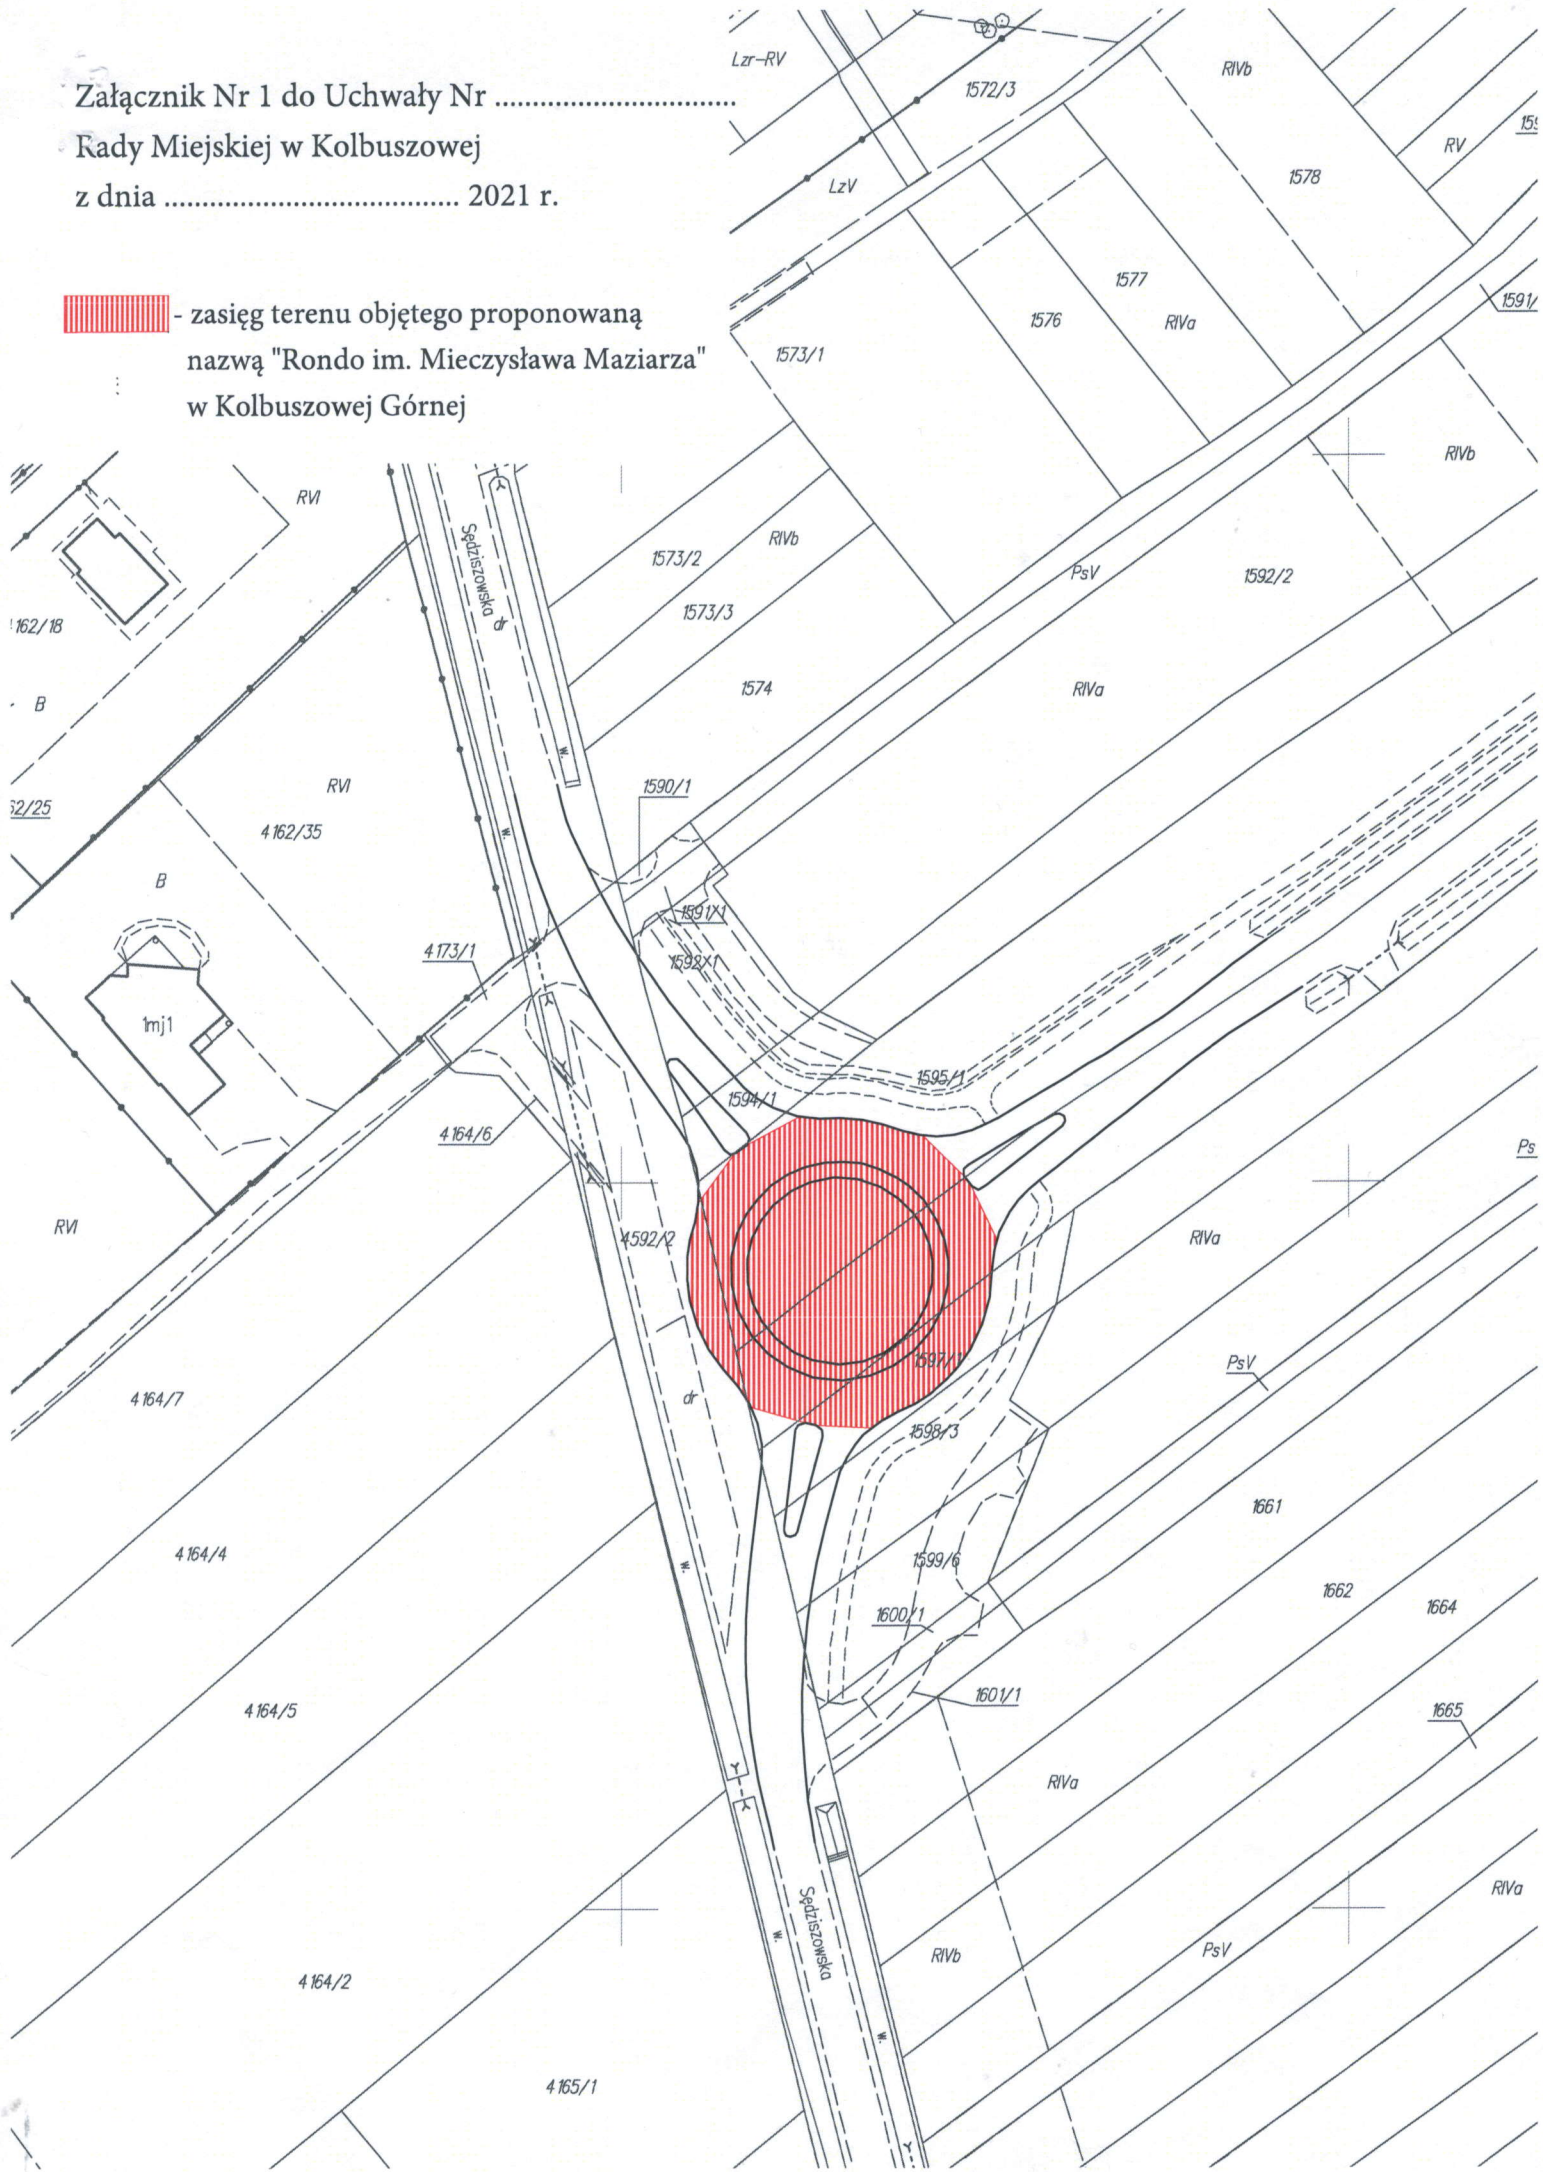 Załącznik Nr 1 do Uchwały Nr ................................
Rady Miejskiej w Kolbuszowej
z dnia ....................................... 2021 r.
- zasięg terenu objętego proponowaną
nazwą "Rondo im. Mieczysława Maziarza"
w Kolbuszowej Górnej
Lzr-RV
1572/3
RIVb
RV
LzV
1578
1577
1576
RIVa
1591/
1573/1
RIVb
RVI
Sędziszowska
dr
1573/2
RIVb
PsV
1592/2
162/18
1573/3
B
1574
RIVa
w.
RVI
1590/1
62/25
w.
4162/35
B
1591/1
4173/1
1592/1
1mj1
1595/1
1594/1
4164/6
Ps
RVI
4592/2
RIVa
1597/1
PsV
4164/7
dr
1598/3
1661
4164/4
w.
1599/6
1662
1664
1600/1
4164/5
1601/1
1665
RIVa
RIVa
Sędziszowska
w.
RIVb
PsV
4164/2
w.
4165/1